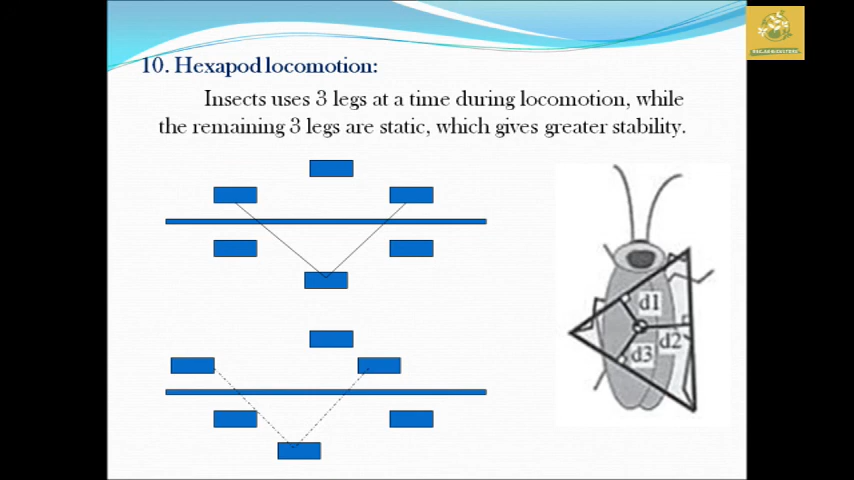 10. Hexapod locomotion:
Insects uses 3 legs at a time during locomotion, while
the remaining 3 legs are static, which gives greater stability.
d1
d2
d3